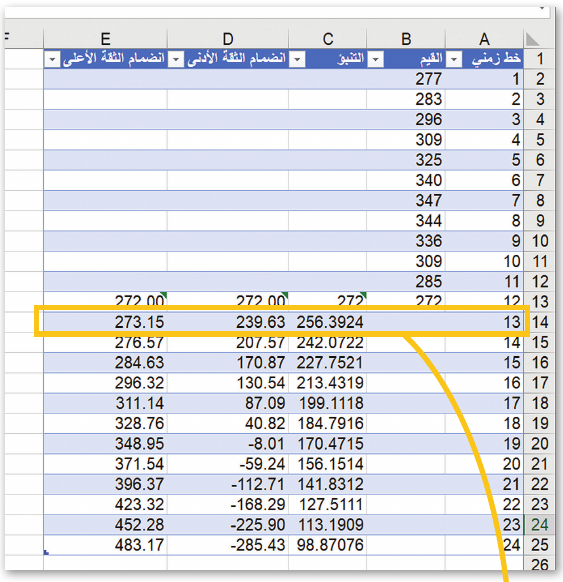 A B C D E F
1 خط زمني القيم التنبؤ انضمام الثقة الأدنى انضمام الثقة الأعلى
2 1 277
3 2 283
4 3 296
5 4 309
6 5 325
7 6 340
8 7 347
9 8 344
10 9 336
11 10 309
12 11 285
13 12 272 272 272.00 272.00
14 13 256.3924 239.63 273.15
15 14 242.0722 207.57 276.57
16 15 227.7521 170.87 284.63
17 16 213.4319 130.54 296.32
18 17 199.1118 87.09 311.14
19 18 184.7916 40.82 328.76
20 19 170.4715 -8.01 348.95
21 20 156.1514 -59.24 371.54
22 21 141.8312 -112.71 396.37
23 22 127.5111 -168.29 423.32
24 23 113.1909 -225.90 452.28
25 24 98.87076 -285.43 483.17
26